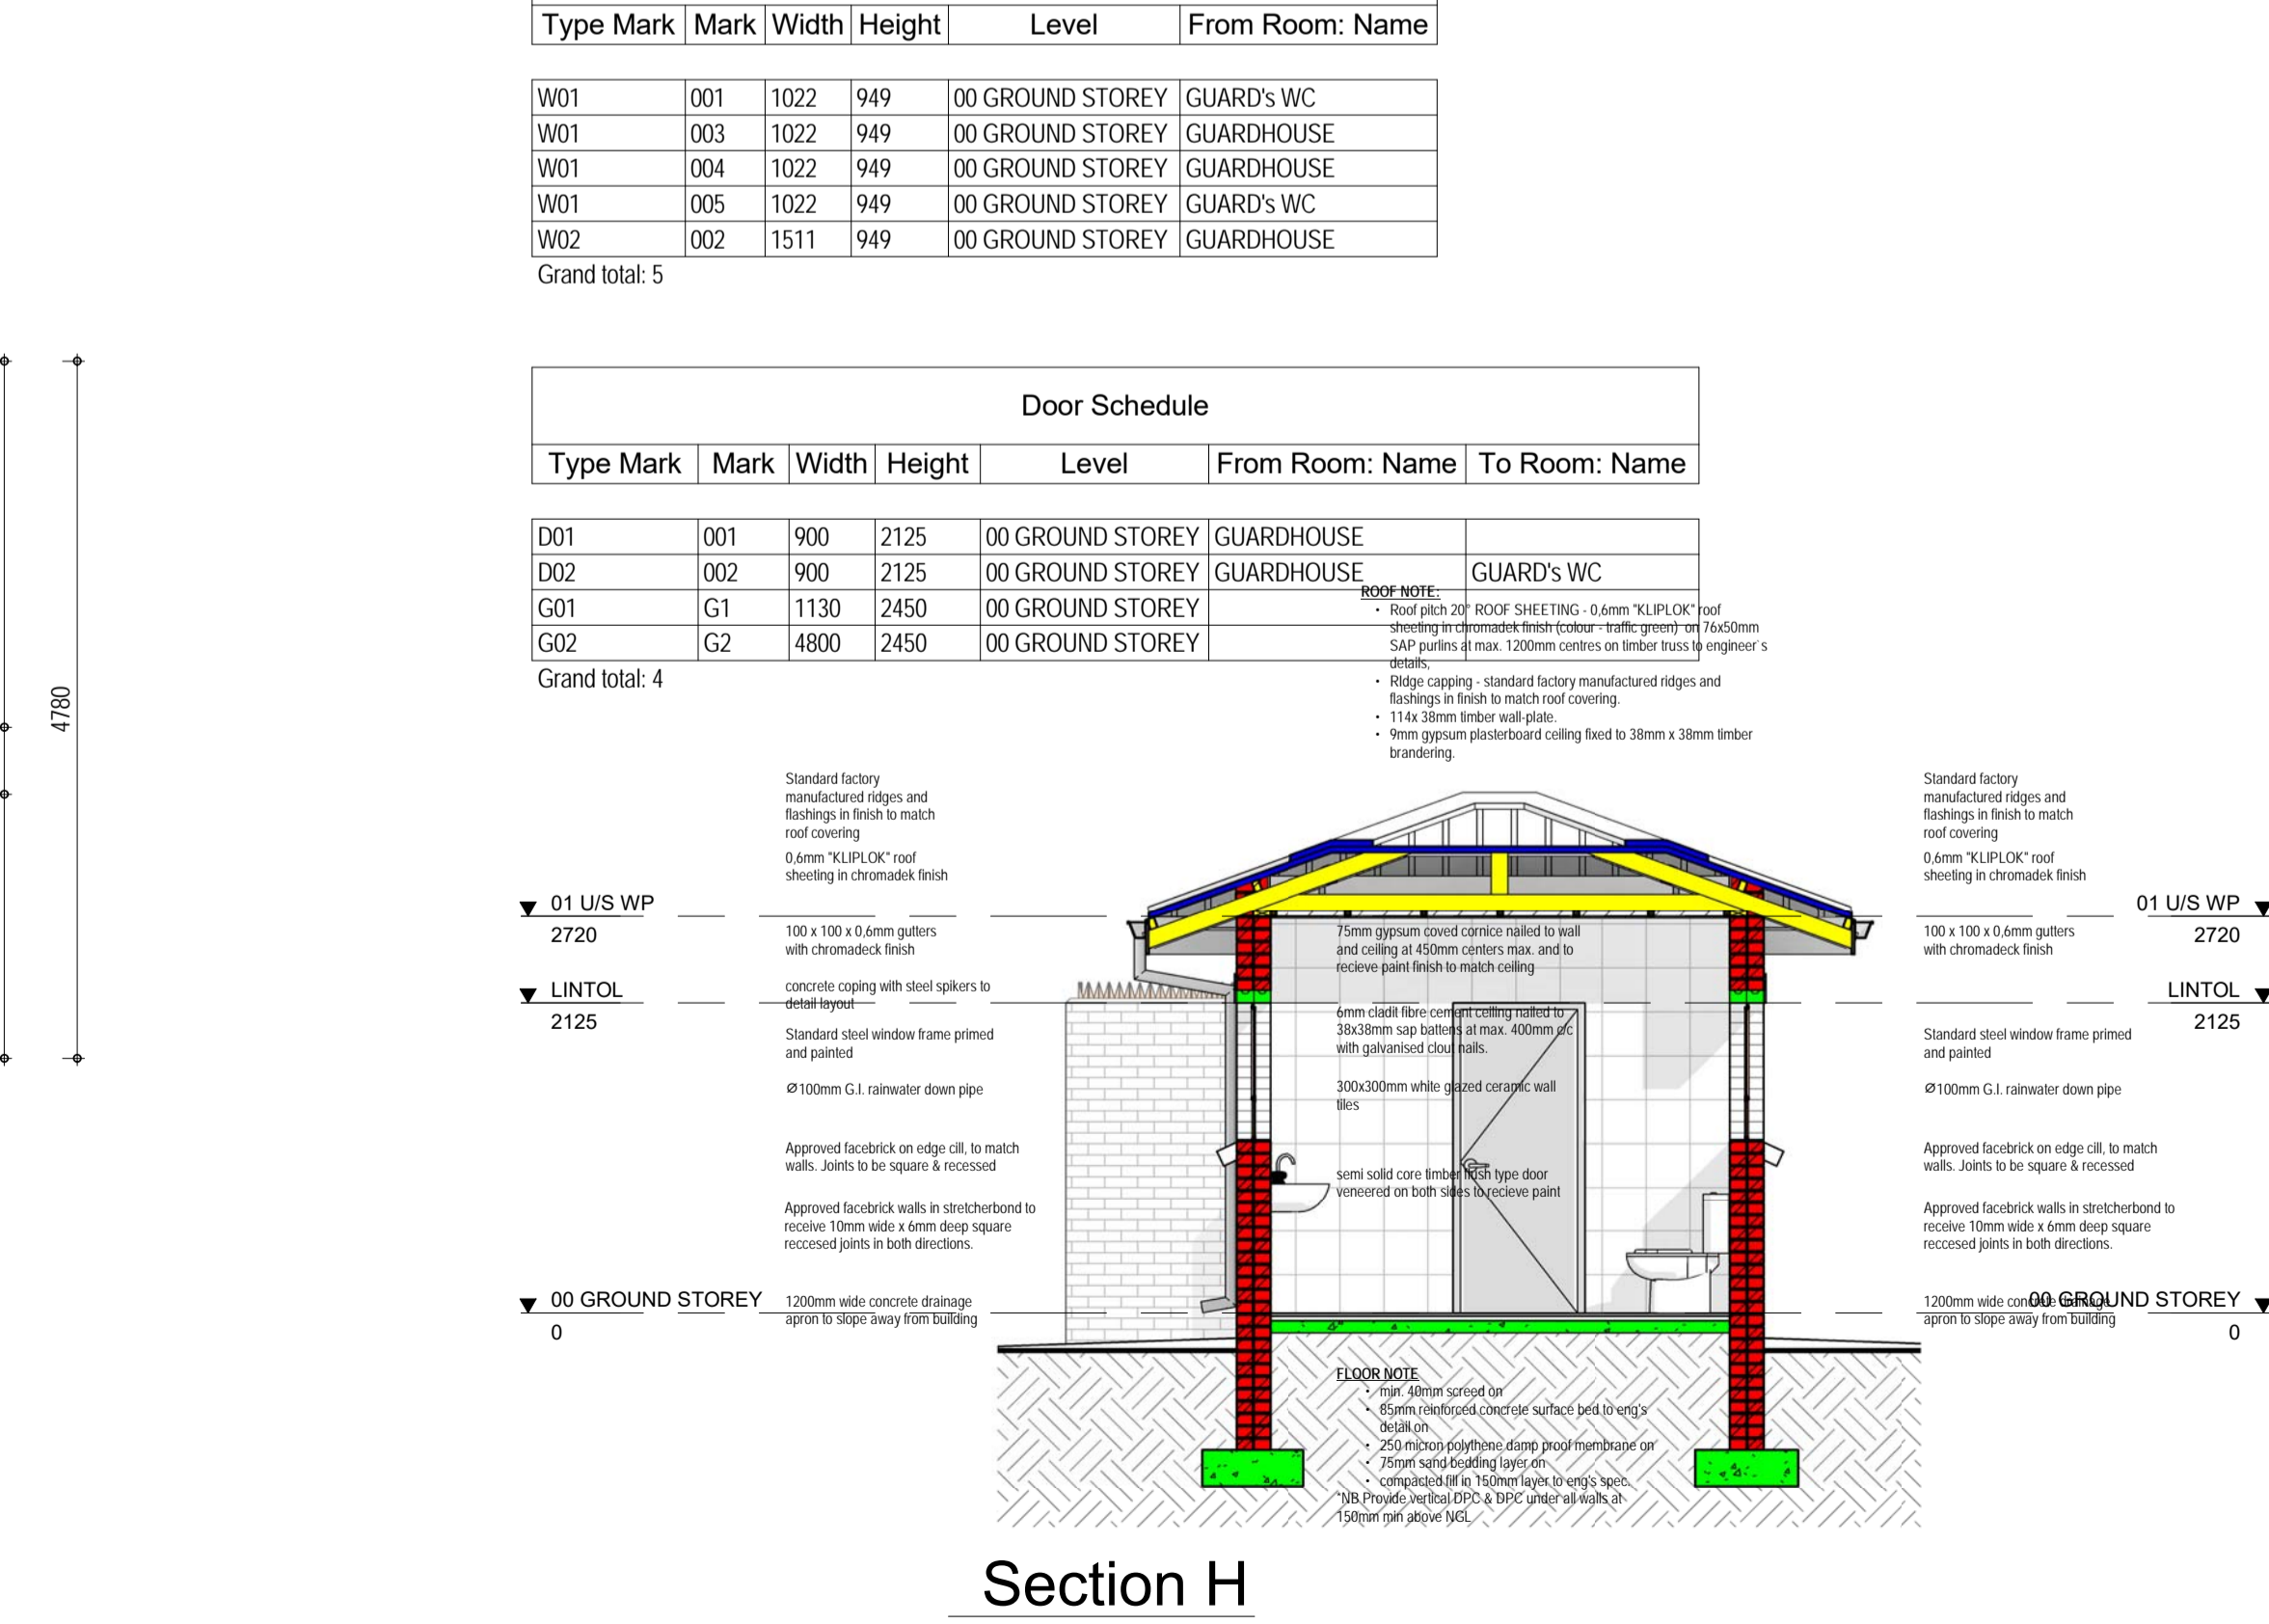 Type Mark Mark Width Height Level From Room: Name
W01 001 1022 949 00 GROUND STOREY GUARD's WC
W01 003 1022 949 00 GROUND STOREY GUARDHOUSE
W01 004 1022 949 00 GROUND STOREY GUARDHOUSE
W01 005 1022 949 00 GROUND STOREY GUARD's WC
W02 002 1511 949 00 GROUND STOREY GUARDHOUSE
Grand total: 5
Door Schedule
Type Mark Mark Width Height Level From Room: Name To Room: Name
D01 001 900 2125 00 GROUND STOREY GUARDHOUSE
D02 002 900 2125 00 GROUND STOREY GUARDHOUSE GUARD's WC
G01 G1 1130 2450 00 GROUND STOREY
G02 G2 4800 2450 00 GROUND STOREY
Grand total: 4
4780
ROOF NOTE:
• Roof pitch 20° ROOF SHEETING - 0,6mm "KLIPLOK" roof
sheeting in chromadek finish (colour - traffic green) on 76x50mm
SAP purlins at max. 1200mm centres on timber truss to engineer`s
details,
• RIdge capping - standard factory manufactured ridges and
flashings in finish to match roof covering.
• 114x 38mm timber wall-plate.
• 9mm gypsum plasterboard ceiling fixed to 38mm x 38mm timber
brandering.
01 U/S WP
2720
LINTOL
2125
00 GROUND STOREY
0
Standard factory
manufactured ridges and
flashings in finish to match
roof covering
0,6mm "KLIPLOK" roof
sheeting in chromadek finish
100 x 100 x 0,6mm gutters
with chromadeck finish
concrete coping with steel spikers to
detail layout
Standard steel window frame primed
and painted
Ø100mm G.I. rainwater down pipe
Approved facebrick on edge cill, to match
walls. Joints to be square & recessed
Approved facebrick walls in stretcherbond to
receive 10mm wide x 6mm deep square
reccesed joints in both directions.
1200mm wide concrete drainage
apron to slope away from building
75mm gypsum coved cornice nailed to wall
and ceiling at 450mm centers max. and to
recieve paint finish to match ceiling
6mm cladit fibre cement ceiling nailed to
38x38mm sap battens at max. 400mm c/c
with galvanised clout nails.
300x300mm white glazed ceramic wall
tiles
semi solid core timber flush type door
veneered on both sides to recieve paint
FLOOR NOTE
• min. 40mm screed on
• 85mm reinforced concrete surface bed to eng's
detail on
• 250 micron polythene damp proof membrane on
• 75mm sand bedding layer on
• compacted fill in 150mm layer to eng's spec.
*NB Provide vertical DPC & DPC under all walls at
150mm min above NGL
Standard factory
manufactured ridges and
flashings in finish to match
roof covering
0,6mm "KLIPLOK" roof
sheeting in chromadek finish
100 x 100 x 0,6mm gutters
with chromadeck finish
Standard steel window frame primed
and painted
Ø100mm G.I. rainwater down pipe
Approved facebrick on edge cill, to match
walls. Joints to be square & recessed
Approved facebrick walls in stretcherbond to
receive 10mm wide x 6mm deep square
reccesed joints in both directions.
1200mm wide concrete drainage
apron to slope away from building
01 U/S WP
2720
LINTOL
2125
00 GROUND STOREY
0
Section H